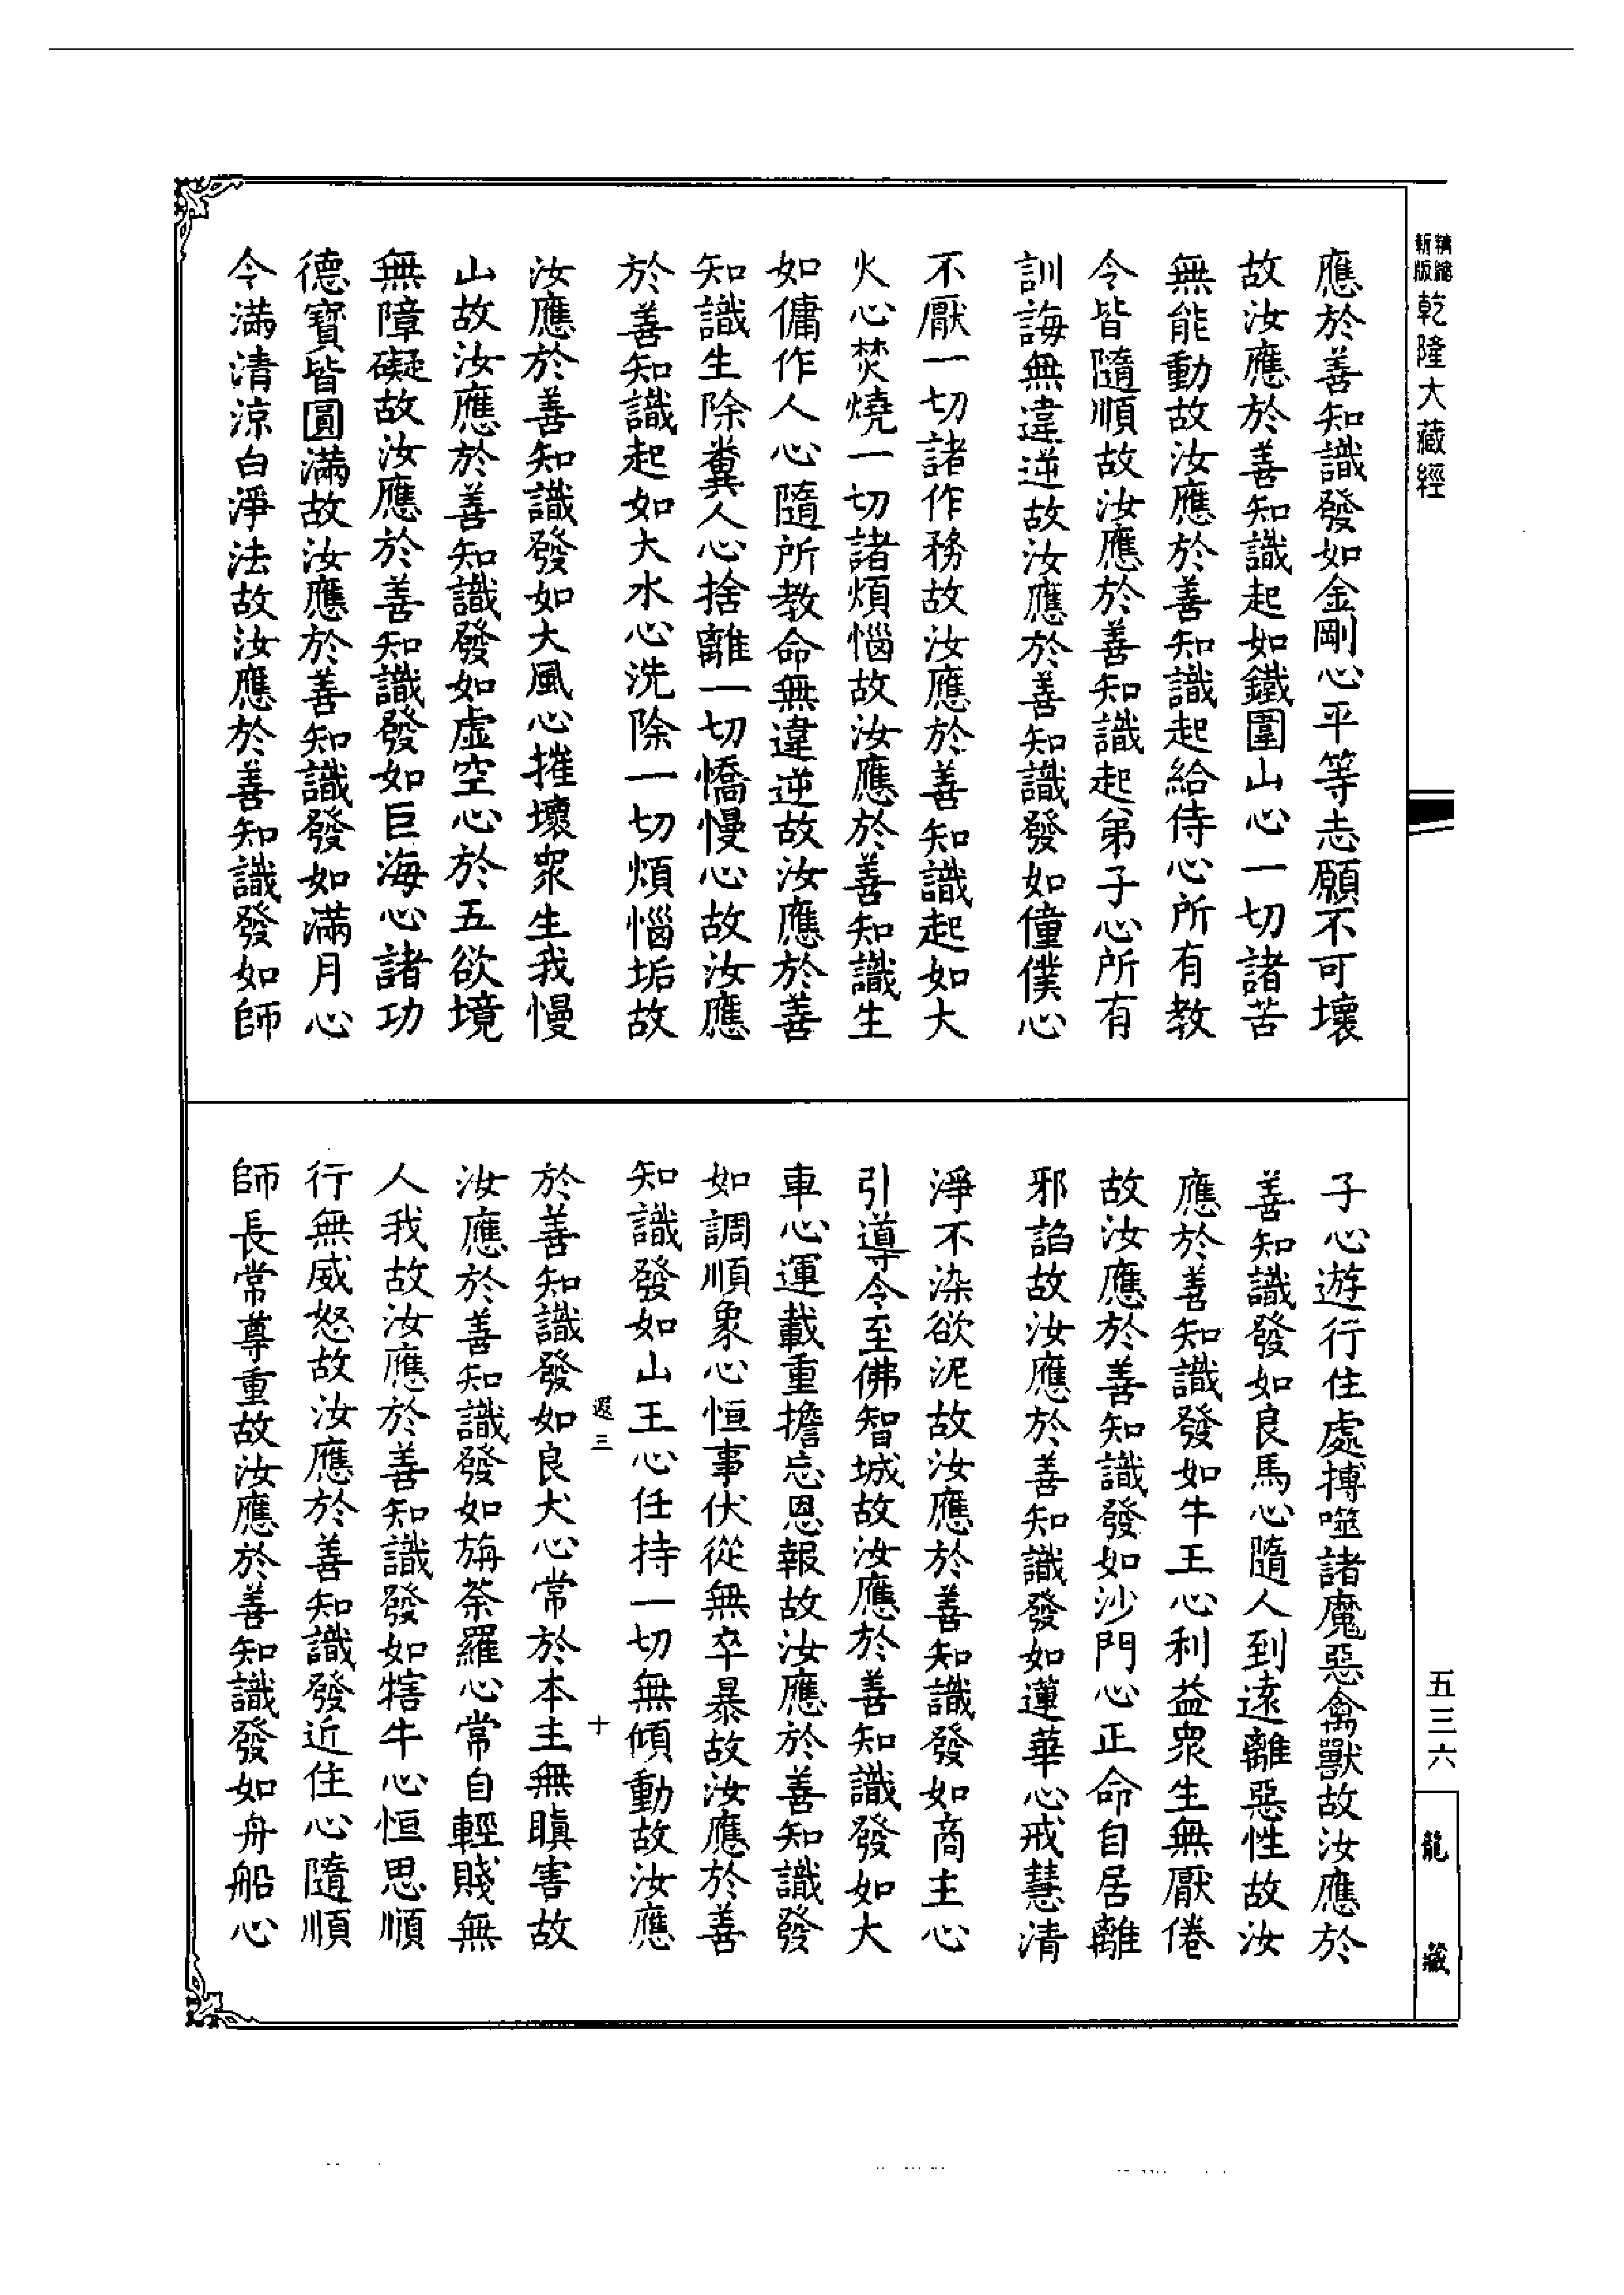 新版
精縮
乾隆大藏經
應於善知識發如金剛心平等志願不可壞
故汝應於善知識起如鐵圍山心一切諸苦
無能動故汝應於善知識起給侍心所有教
令皆隨順故汝應於善知識起弟子心所有
訓誨無違逆故汝應於善知識發如僮僕心
不厭一切諸作務故汝應於善知識起如大
火心焚燒一切諸煩惱故汝應於善知識生
如傭作人心隨所教命無違逆故汝應於善
知識生除糞人心捨離一切憍慢心故汝應
於善知識起如大水心洗除一切煩惱垢故
汝應於善知識發如大風心摧壞眾生我慢
山故汝應於善知識發如虛空心於五欲境
無障礙故汝應於善知識發如巨海心諸功
德寶皆圓滿故汝應於善知識發如滿月心
令滿清涼白淨法故汝應於善知識發如師
子心遊行住處搏噬諸魔惡禽獸故汝應於
善知識發如良馬心隨人到遠離惡性故汝
應於善知識發如牛王心利益眾生無厭倦
故汝應於善知識發如沙門心正命自居離
邪諂故汝應於善知識發如蓮華心戒慧清
淨不染欲泥故汝應於善知識發如商主心
引導令至佛智城故汝應於善知識發如大
車心運載重擔忘恩報故汝應於善知識發
如調順象心恒事伏從無卒暴故汝應於善
知識發如山王心任持一切無傾動故汝應
遐三
十
於善知識發如良犬心常於本主無瞋害故
汝應於善知識發如旃荼羅心常自輕賤無
人我故汝應於善知識發如犗牛心恒思順
行無威怒故汝應於善知識發近住心隨順
師長常尊重故汝應於善知識發如舟船心
五三六
龍藏